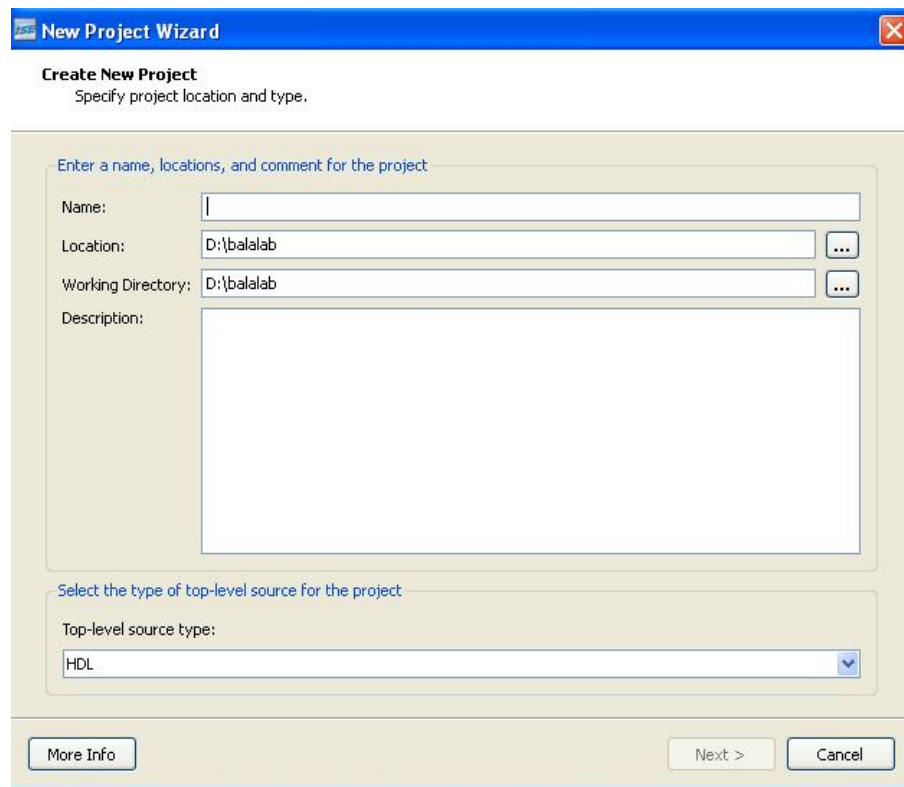 ISE New Project Wizard
Create New Project
Specify project location and type.
Enter a name, locations, and comment for the project
Name:
Location: D:\balalab ...
Working Directory: D:\balalab ...
Description:
Select the type of top-level source for the project
Top-level source type:
HDL
More Info Next > Cancel